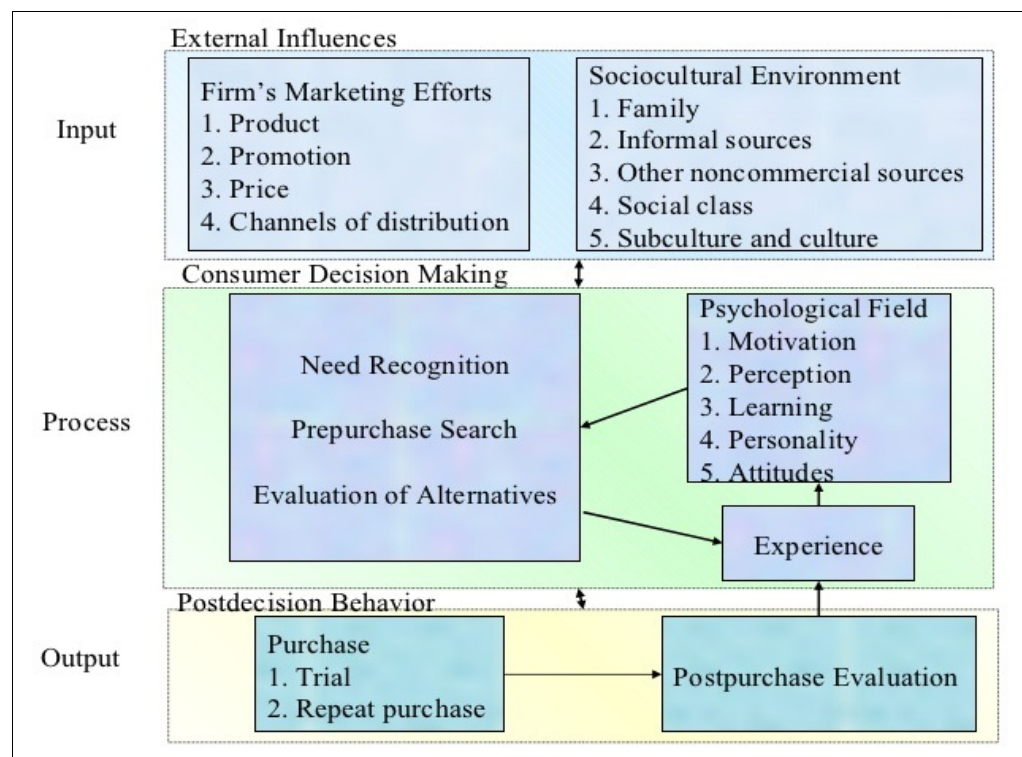 External Influences
Input
Firm's Marketing Efforts
1. Product
2. Promotion
3. Price
4. Channels of distribution
Sociocultural Environment
1. Family
2. Informal sources
3. Other noncommercial sources
4. Social class
5. Subculture and culture
Consumer Decision Making
Process
Need Recognition
Prepurchase Search
Evaluation of Alternatives
Psychological Field
1. Motivation
2. Perception
3. Learning
4. Personality
5. Attitudes
Experience
Postdecision Behavior
Output
Purchase
1. Trial
2. Repeat purchase
Postpurchase Evaluation